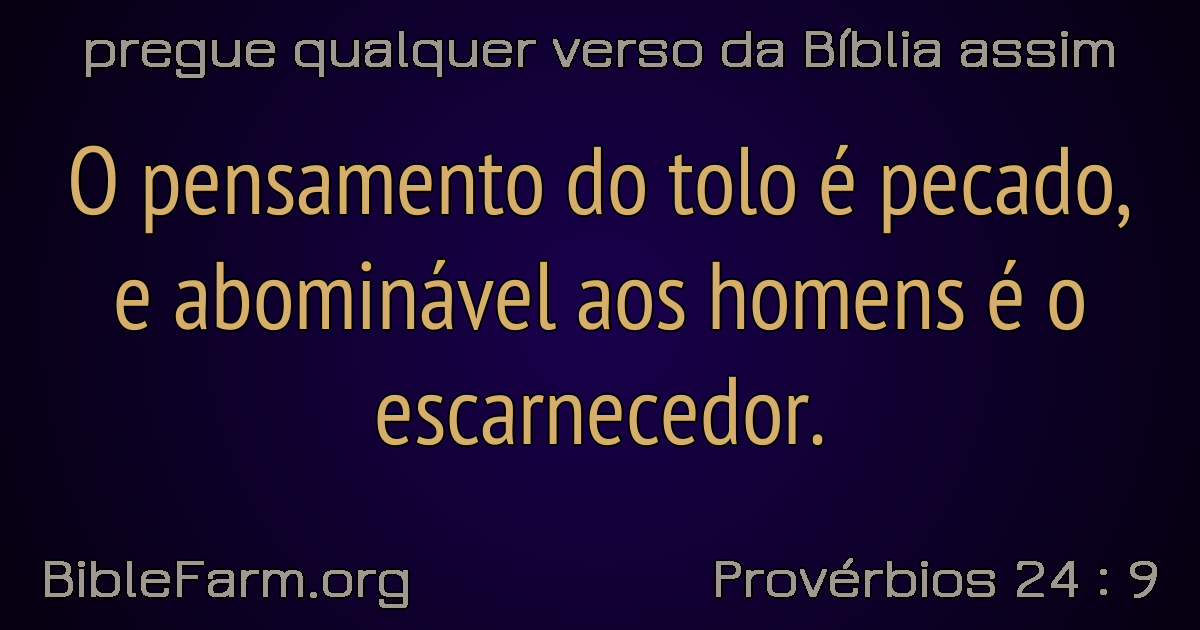 pregue qualquer verso da Bíblia assim
O pensamento do tolo é pecado,
e abominável aos homens é o
escarnecedor.
BibleFarm.org
Provérbios 24 : 9